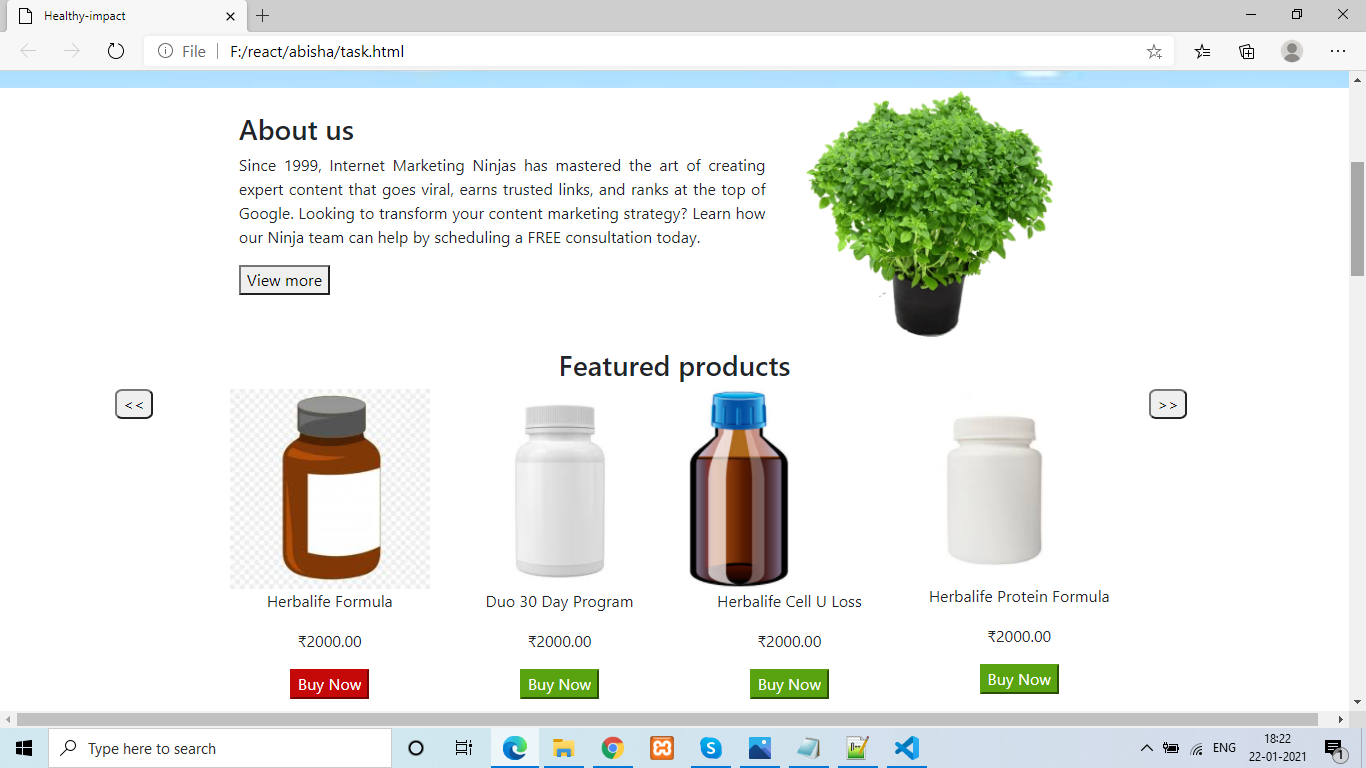 Healthy-impact
File
F:/react/abisha/task.html
About us
Since 1999, Internet Marketing Ninjas has mastered the art of creating
expert content that goes viral, earns trusted links, and ranks at the top of
Google. Looking to transform your content marketing strategy? Learn how
our Ninja team can help by scheduling a FREE consultation today.
View more
Featured products
<<
>>
Herbalife Formula
Duo 30 Day Program
Herbalife Cell U Loss
Herbalife Protein Formula
₹2000.00
₹2000.00
₹2000.00
₹2000.00
Buy Now
Buy Now
Buy Now
Buy Now
Type here to search
ENG
18:22
22-01-2021
1